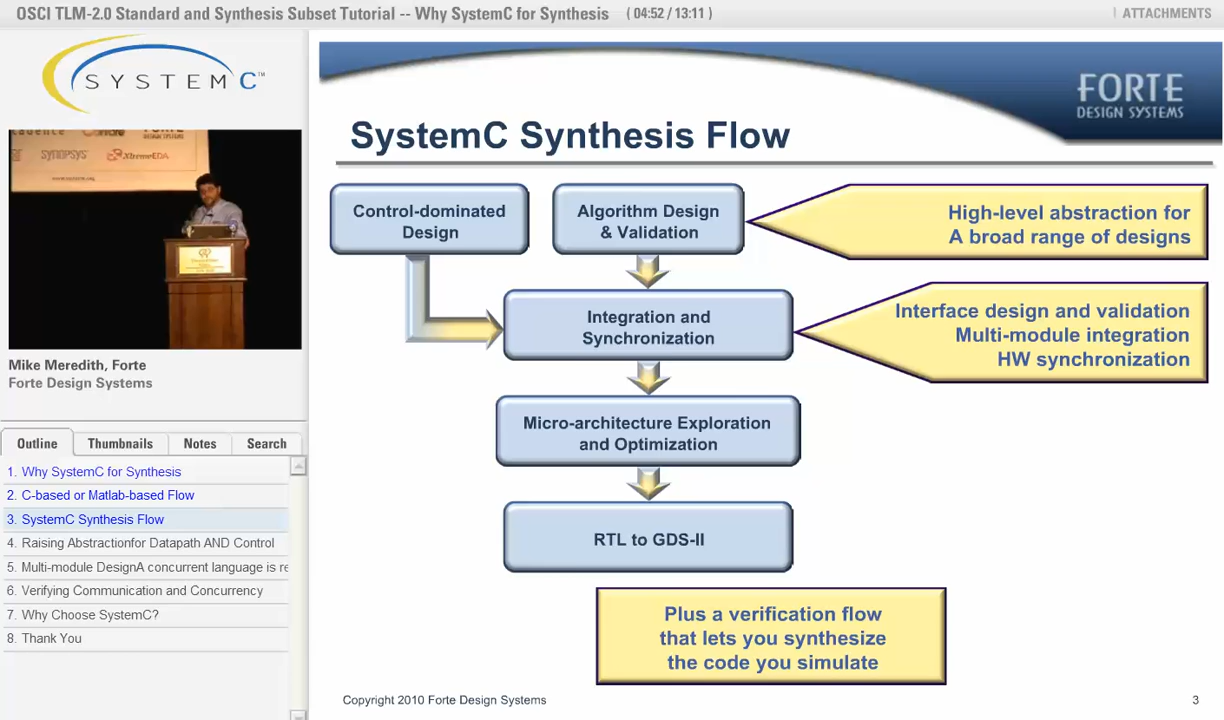 OSCI TLM-2.0 Standard and Synthesis Subset Tutorial -- Why SystemC for Synthesis ( 04:52 / 13:11 )
ATTACHMENTS
SYSTEMC™
cadence
SYNOPSYS
XtremeEDA
www.systemc.org
Mike Meredith, Forte
Forte Design Systems
Outline Thumbnails Notes Search
1. Why SystemC for Synthesis
2. C-based or Matlab-based Flow
3. SystemC Synthesis Flow
4. Raising Abstractionfor Datapath AND Control
5. Multi-module DesignA concurrent language is re
6. Verifying Communication and Concurrency
7. Why Choose SystemC?
8. Thank You
FORTE
DESIGN SYSTEMS
SystemC Synthesis Flow
Control-dominated
Design
Algorithm Design
& Validation
High-level abstraction for
A broad range of designs
Integration and
Synchronization
Interface design and validation
Multi-module integration
HW synchronization
Micro-architecture Exploration
and Optimization
RTL to GDS-II
Plus a verification flow
that lets you synthesize
the code you simulate
Copyright 2010 Forte Design Systems
3